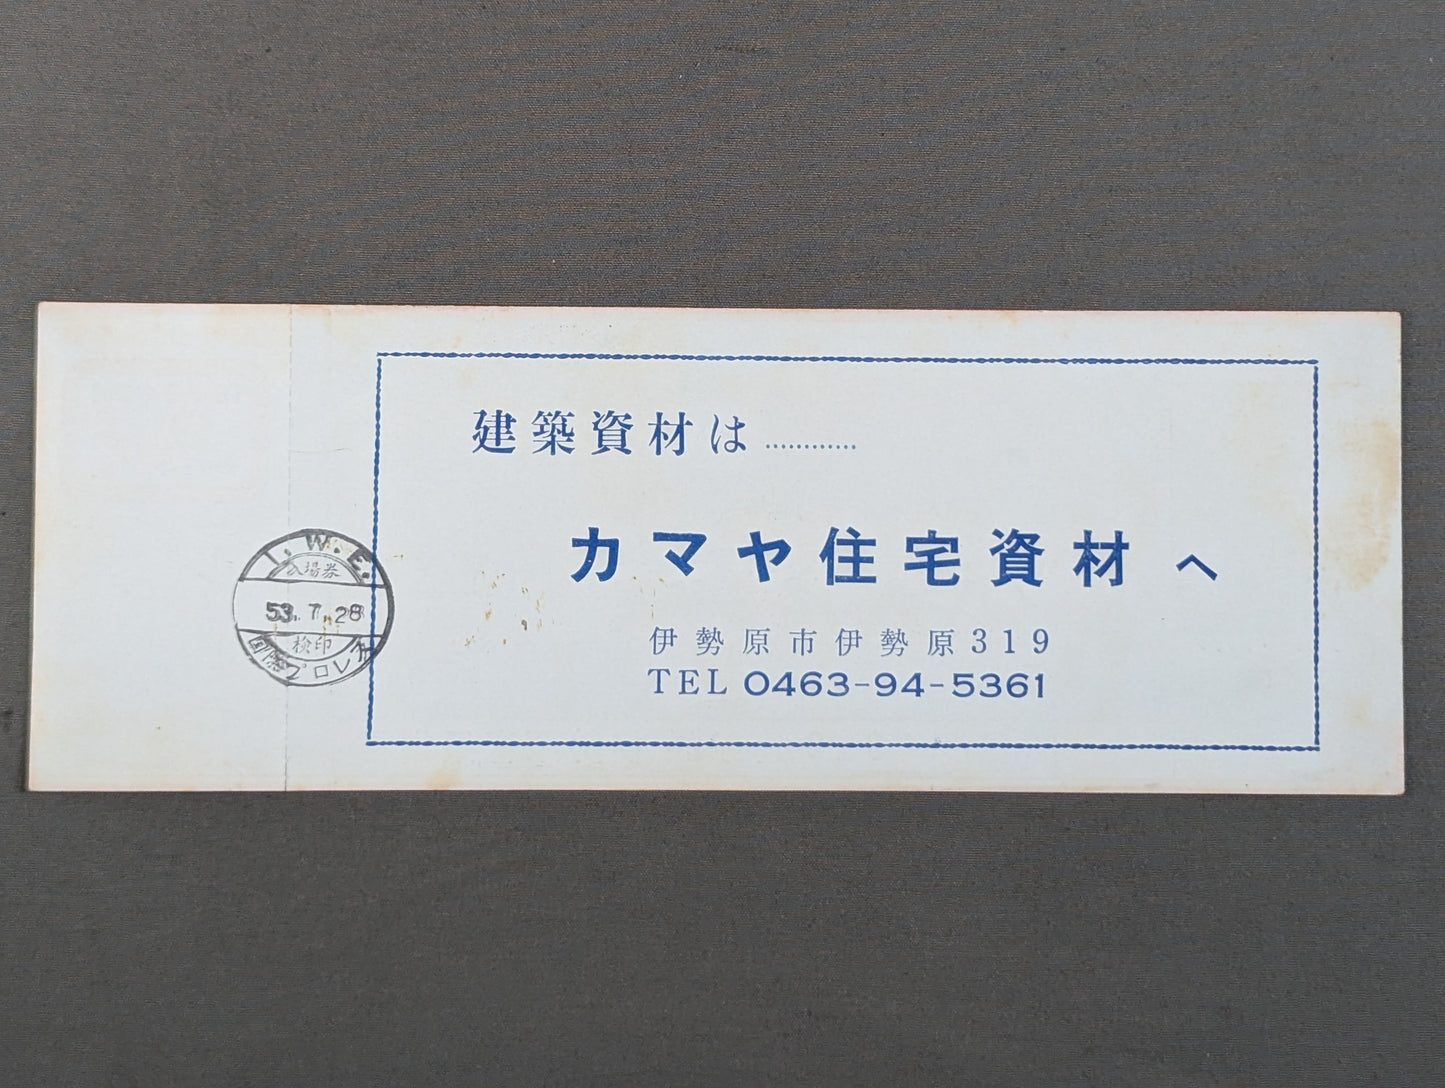 建築資材は…………
カマヤ住宅資材へ
伊勢原市伊勢原319
TEL 0463-94-5361
I.W.E.
入場券
53.7.28
検印
国際プロレス